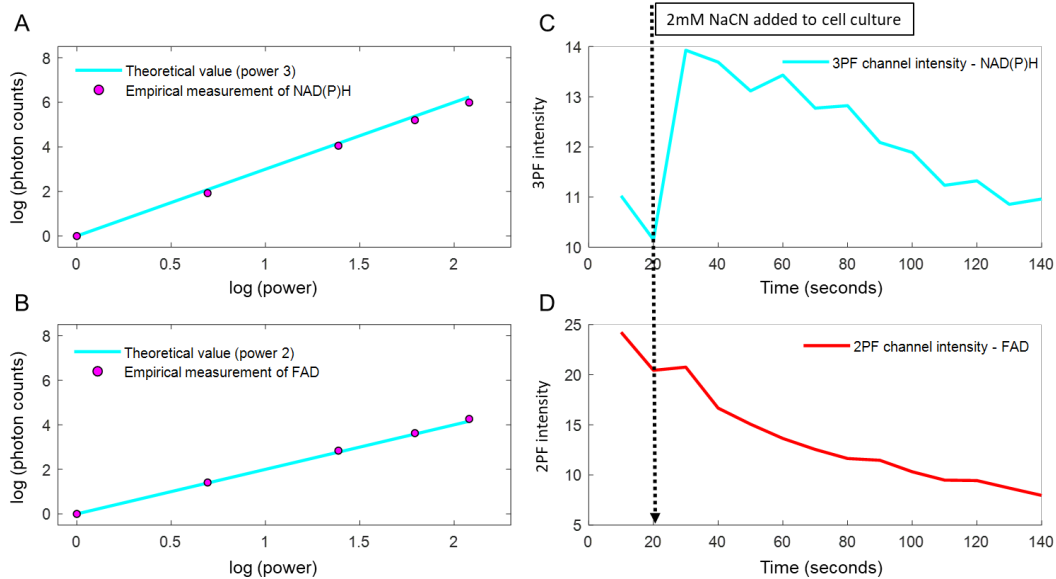 A
8
6
4
2
0
Theoretical value (power 3)
Empirical measurement of NAD(P)H
log (photon counts)
0
0.5
1
1.5
2
log (power)
B
8
6
4
2
0
Theoretical value (power 2)
Empirical measurement of FAD
log (photon counts)
0
0.5
1
1.5
2
log (power)
2mM NaCN added to cell culture
C
14
13
12
11
10
3PF channel intensity - NAD(P)H
3PF intensity
0
20
40
60
80
100
120
140
Time (seconds)
D
25
20
15
10
5
2PF channel intensity - FAD
2PF intensity
0
20
40
60
80
100
120
140
Time (seconds)